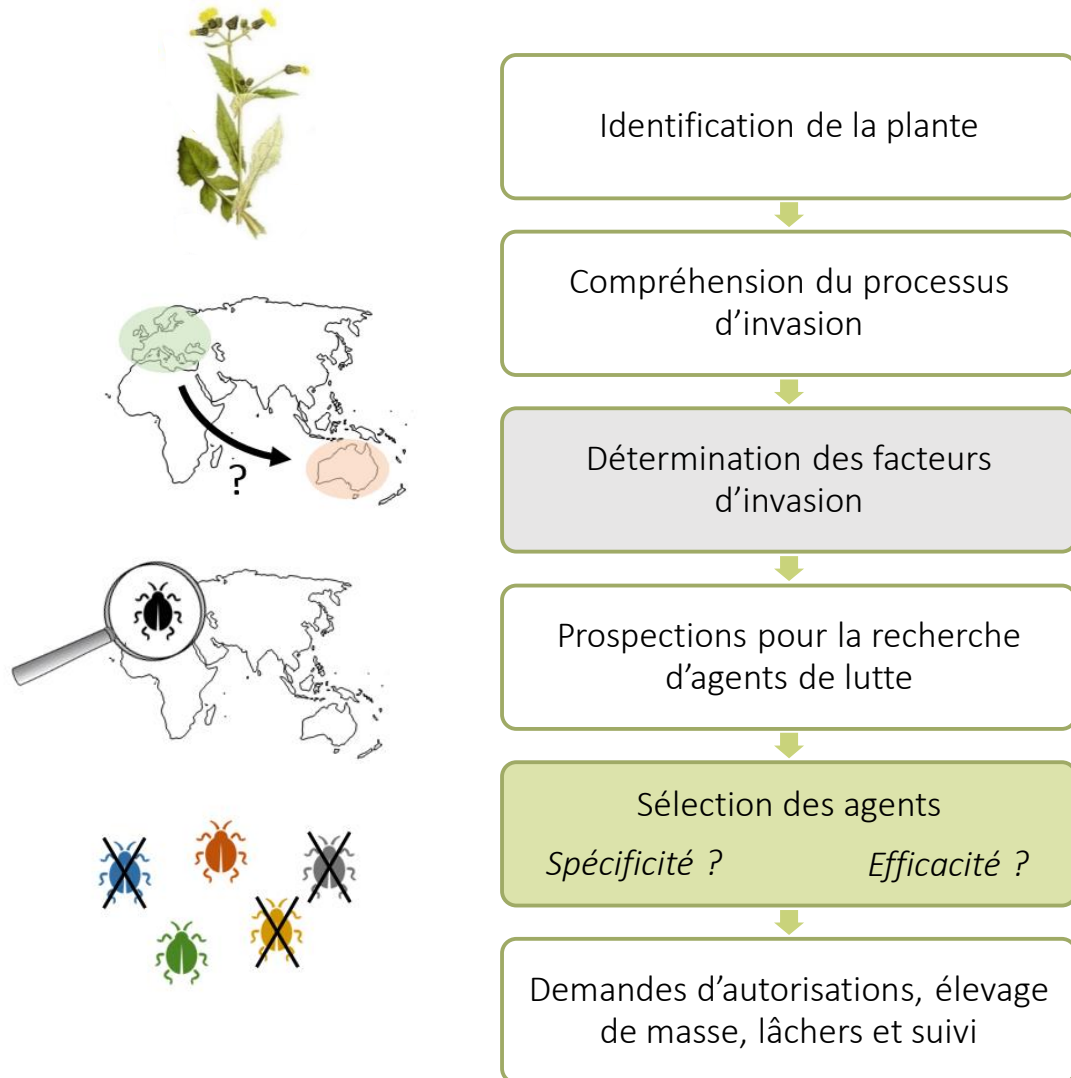 Identification de la plante
Compréhension du processus
d’invasion
?
Détermination des facteurs
d’invasion
Prospections pour la recherche
d’agents de lutte
Sélection des agents
Spécificité ? Efficacité ?
Demandes d’autorisations, élevage
de masse, lâchers et suivi